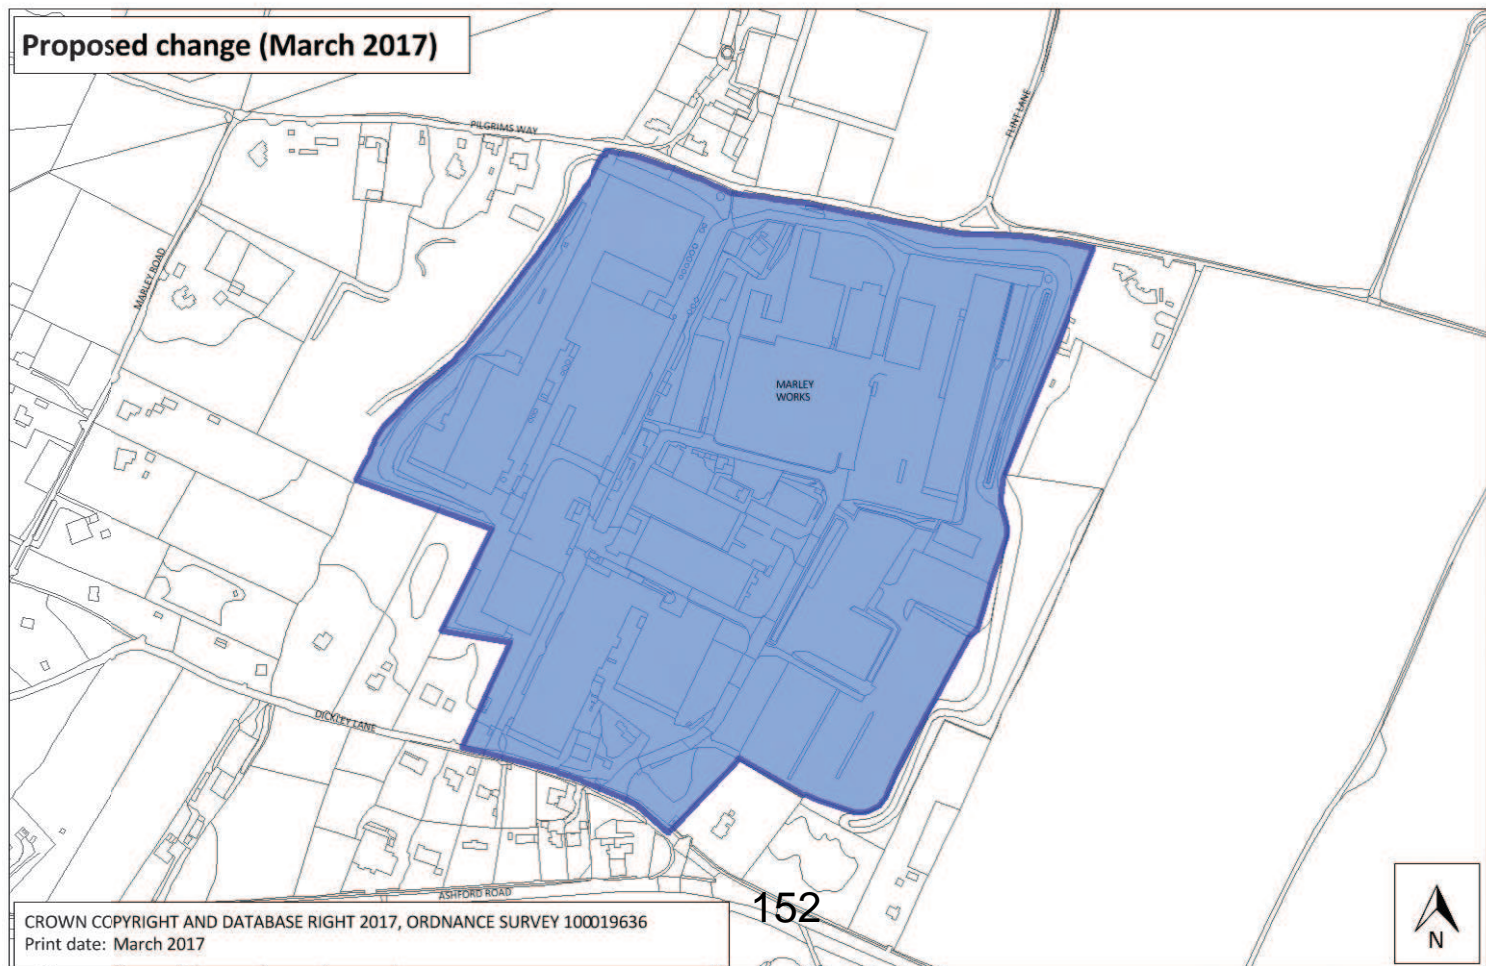 Proposed change (March 2017)
PILGRIMS WAY
FLINT LANE
MARLEY ROAD
MARLEY
WORKS
DICKLEY LANE
ASHFORD ROAD
152
CROWN COPYRIGHT AND DATABASE RIGHT 2017, ORDNANCE SURVEY 100019636
Print date: March 2017
N